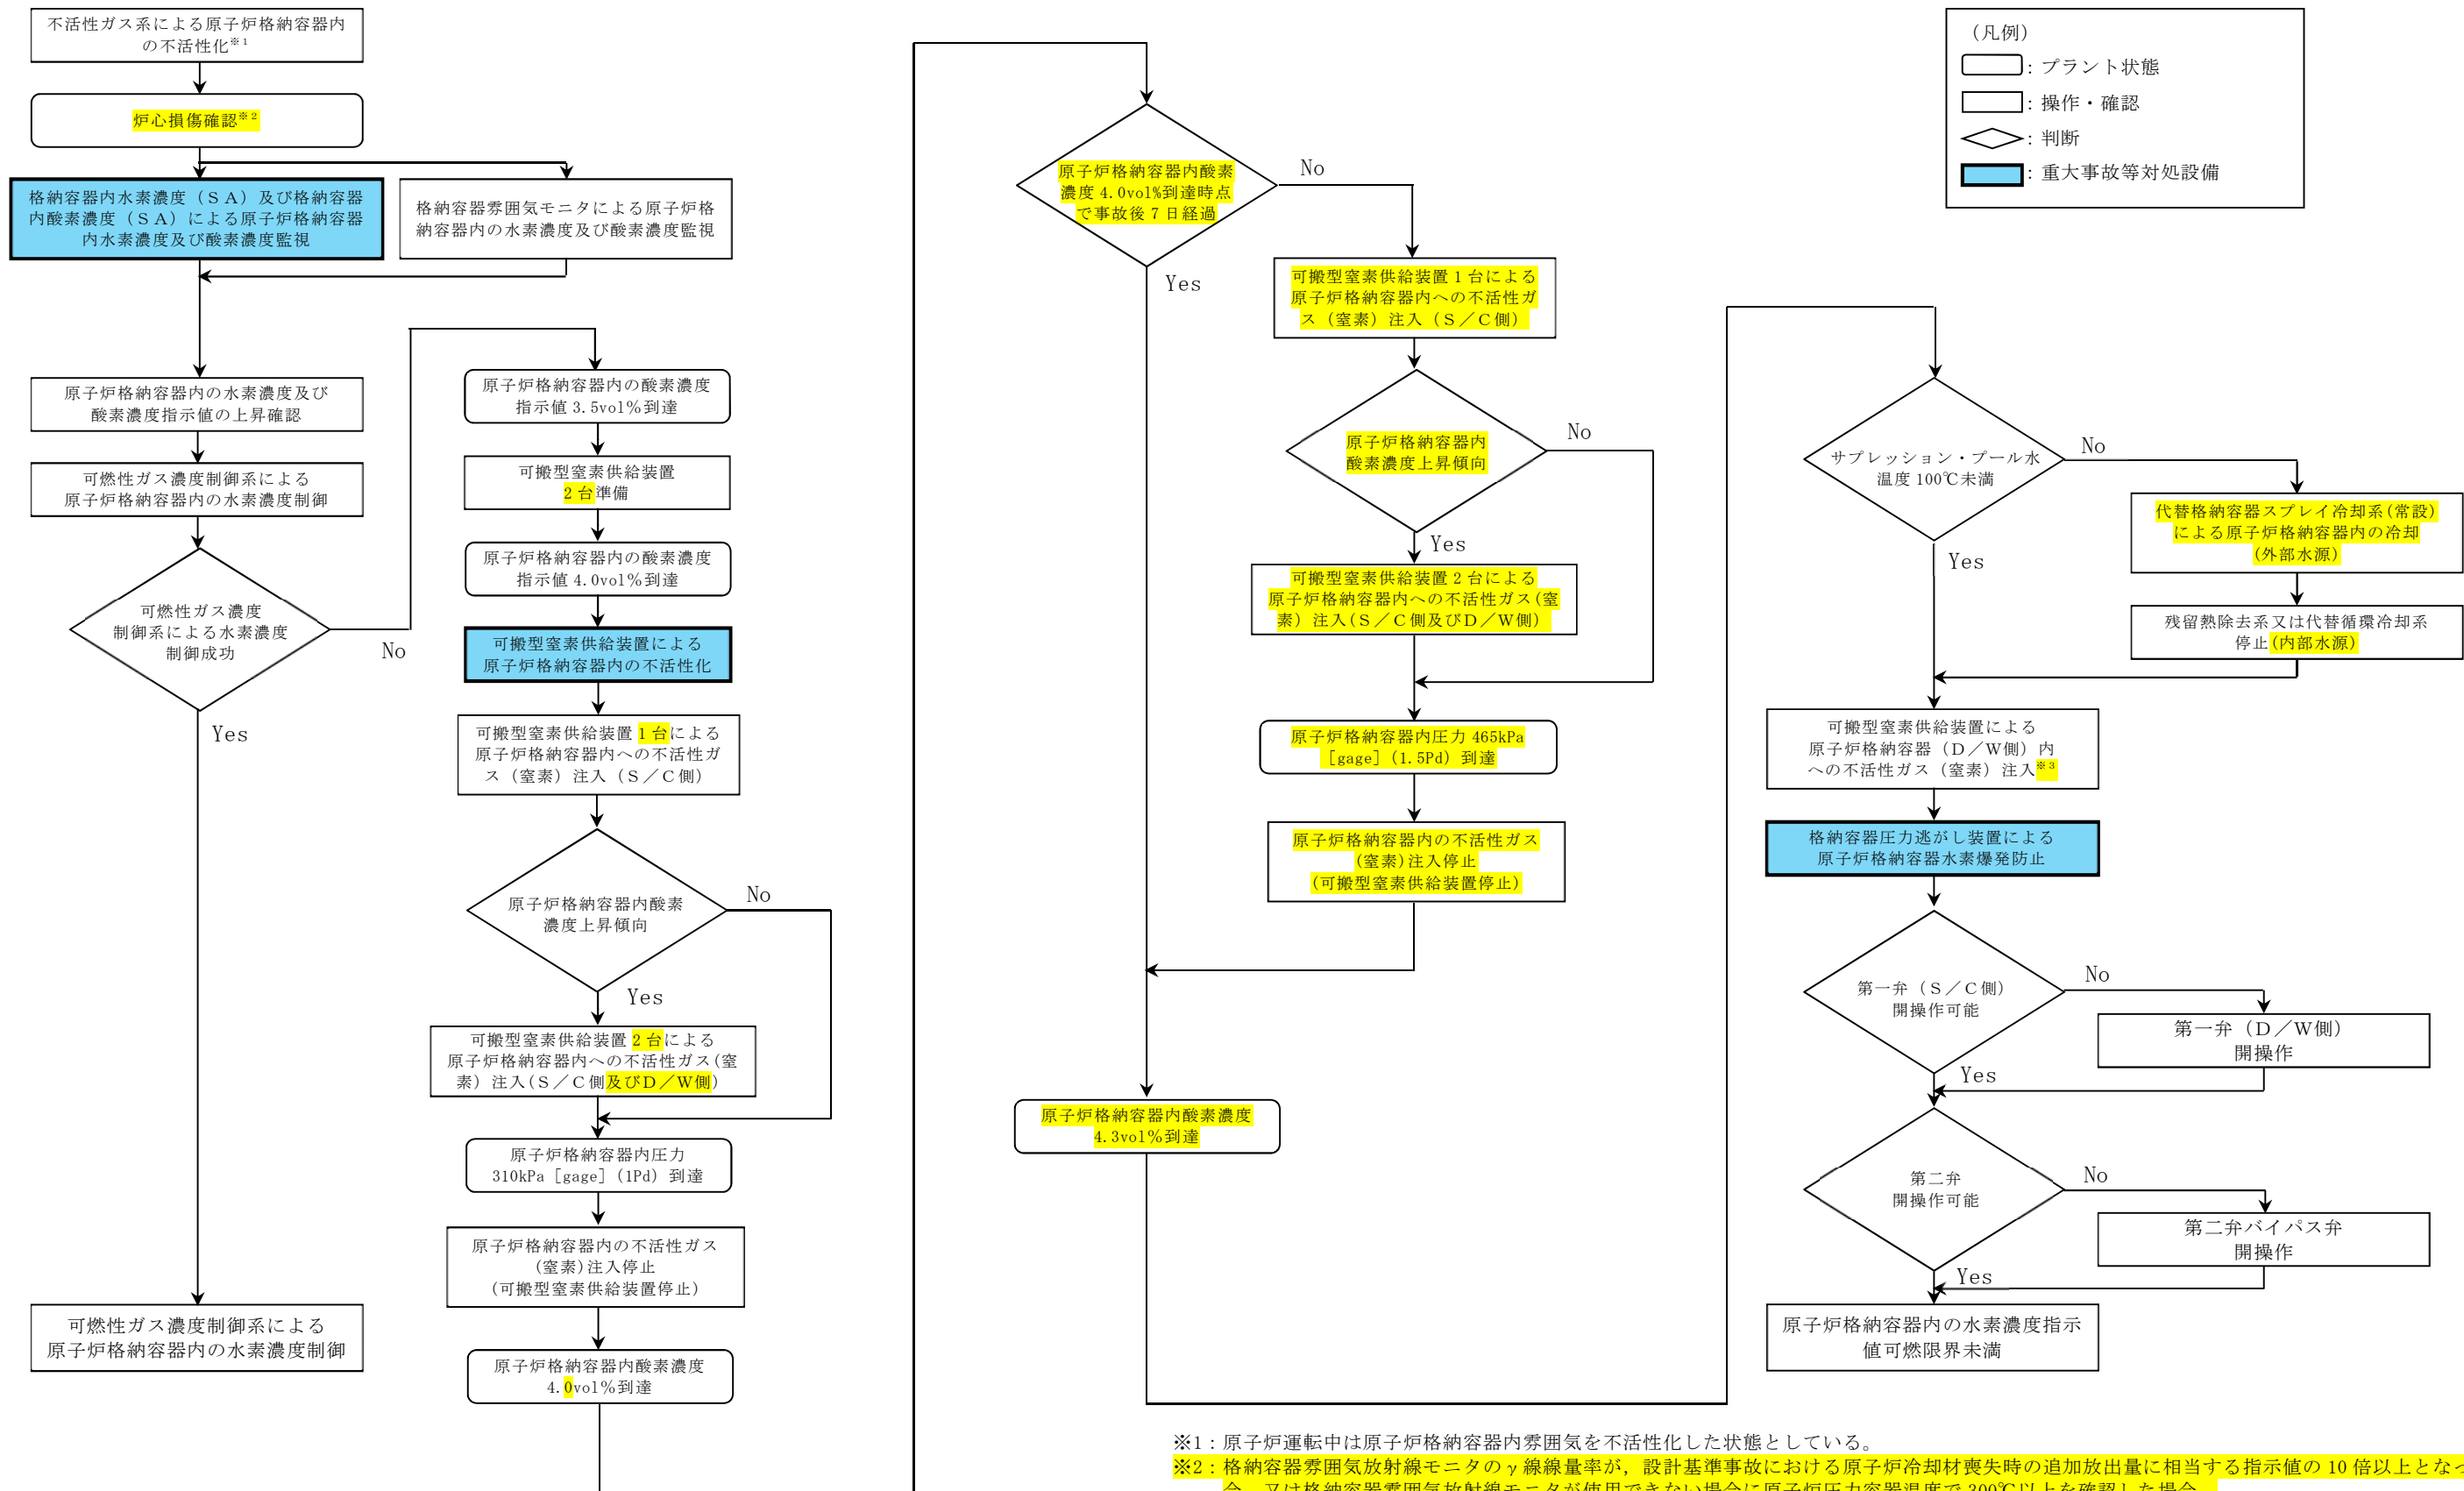 不活性ガス系による原子炉格納容器内
の不活性化※1
炉心損傷確認※2
格納容器内水素濃度（ＳＡ）及び格納容器
内酸素濃度（ＳＡ）による原子炉格納容器
内水素濃度及び酸素濃度監視
格納容器雰囲気モニタによる原子炉格
納容器内の水素濃度及び酸素濃度監視
原子炉格納容器内の水素濃度及び
酸素濃度指示値の上昇確認
可燃性ガス濃度制御系による
原子炉格納容器内の水素濃度制御
可燃性ガス濃度
制御系による水素濃度
制御成功
No
Yes
可燃性ガス濃度制御系による
原子炉格納容器内の水素濃度制御
原子炉格納容器内の酸素濃度
指示値 3.5vol％到達
可搬型窒素供給装置
2 台準備
原子炉格納容器内の酸素濃度
指示値 4.0vol％到達
可搬型窒素供給装置による
原子炉格納容器内の不活性化
可搬型窒素供給装置 1 台による
原子炉格納容器内への不活性ガ
ス（窒素）注入（Ｓ／Ｃ側）
原子炉格納容器内酸素
濃度上昇傾向
No
Yes
可搬型窒素供給装置 2 台による
原子炉格納容器内への不活性ガス(窒
素）注入(Ｓ／Ｃ側及びＤ／Ｗ側）
原子炉格納容器内圧力
310kPa［gage］(1Pd) 到達
原子炉格納容器内の不活性ガス
(窒素)注入停止
(可搬型窒素供給装置停止)
原子炉格納容器内酸素濃度
4.0vol％到達
原子炉格納容器内酸素
濃度 4.0vol%到達時点
で事故後 7 日経過
No
Yes
可搬型窒素供給装置 1 台による
原子炉格納容器内への不活性ガ
ス（窒素）注入（Ｓ／Ｃ側）
原子炉格納容器内
酸素濃度上昇傾向
No
Yes
可搬型窒素供給装置 2 台による
原子炉格納容器内への不活性ガス(窒
素）注入(Ｓ／Ｃ側及びＤ／Ｗ側)
原子炉格納容器内圧力 465kPa
［gage］(1.5Pd) 到達
原子炉格納容器内の不活性ガス
(窒素)注入停止
(可搬型窒素供給装置停止)
原子炉格納容器内酸素濃度
4.3vol％到達
（凡例）
：プラント状態
：操作・確認
：判断
：重大事故等対処設備
サプレッション・プール水
温度 100℃未満
No
Yes
代替格納容器スプレイ冷却系(常設)
による原子炉格納容器内の冷却
(外部水源)
残留熱除去系又は代替循環冷却系
停止(内部水源)
可搬型窒素供給装置による
原子炉格納容器（Ｄ／Ｗ側）内
への不活性ガス（窒素）注入※3
格納容器圧力逃がし装置による
原子炉格納容器水素爆発防止
第一弁（Ｓ／Ｃ側）
開操作可能
No
Yes
第一弁（Ｄ／Ｗ側）
開操作
第二弁
開操作可能
No
Yes
第二弁バイパス弁
開操作
原子炉格納容器内の水素濃度指示
値可燃限界未満
※1：原子炉運転中は原子炉格納容器内雰囲気を不活性化した状態としている。
※2：格納容器雰囲気放射線モニタのγ線線量率が，設計基準事故における原子炉冷却材喪失時の追加放出量に相当する指示値の 10 倍以上となっ
合，又は格納容器雰囲気放射線モニタが使用できない場合に原子炉圧力容器温度で 300℃以上を確認した場合